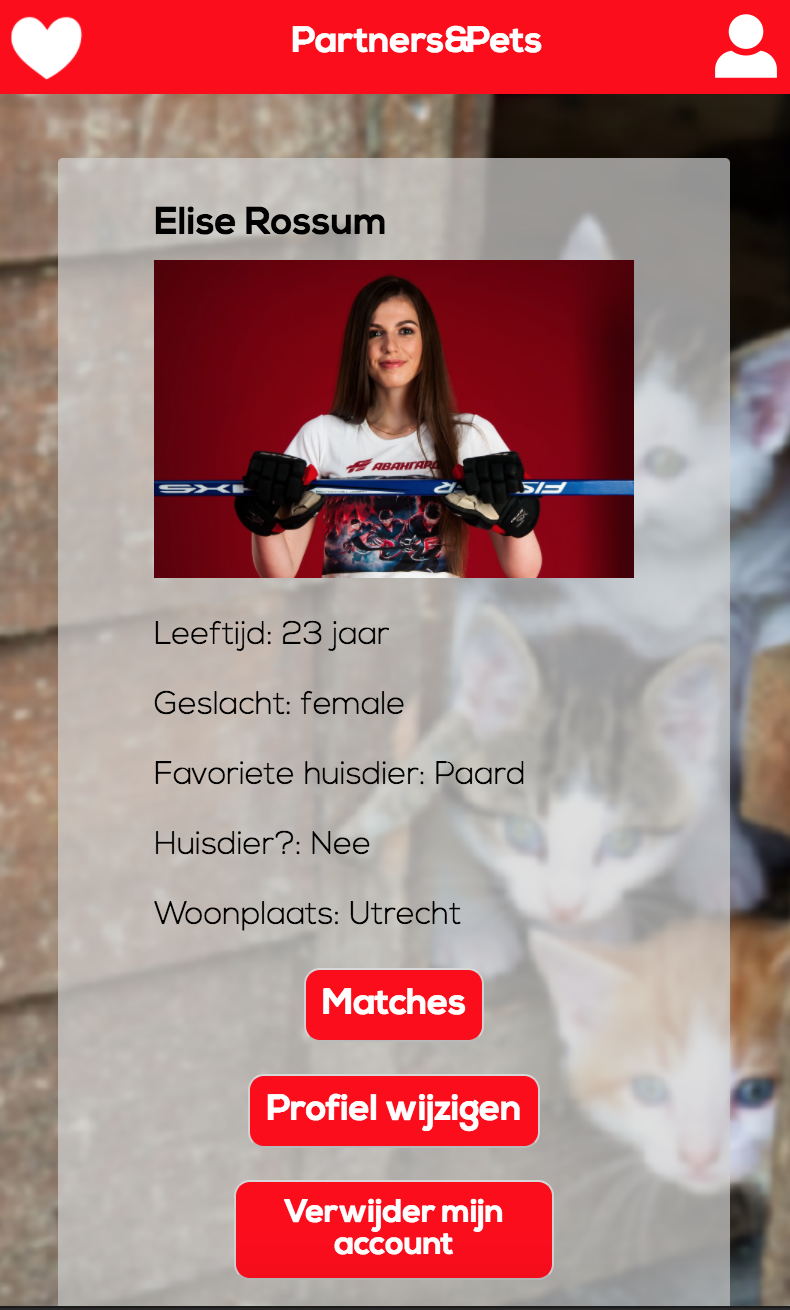 Partners&Pets
Elise Rossum
АВАНГАРД
Leeftijd: 23 jaar
Geslacht: female
Favoriete huisdier: Paard
Huisdier?: Nee
Woonplaats: Utrecht
Matches
Profiel wijzigen
Verwijder mijn
account